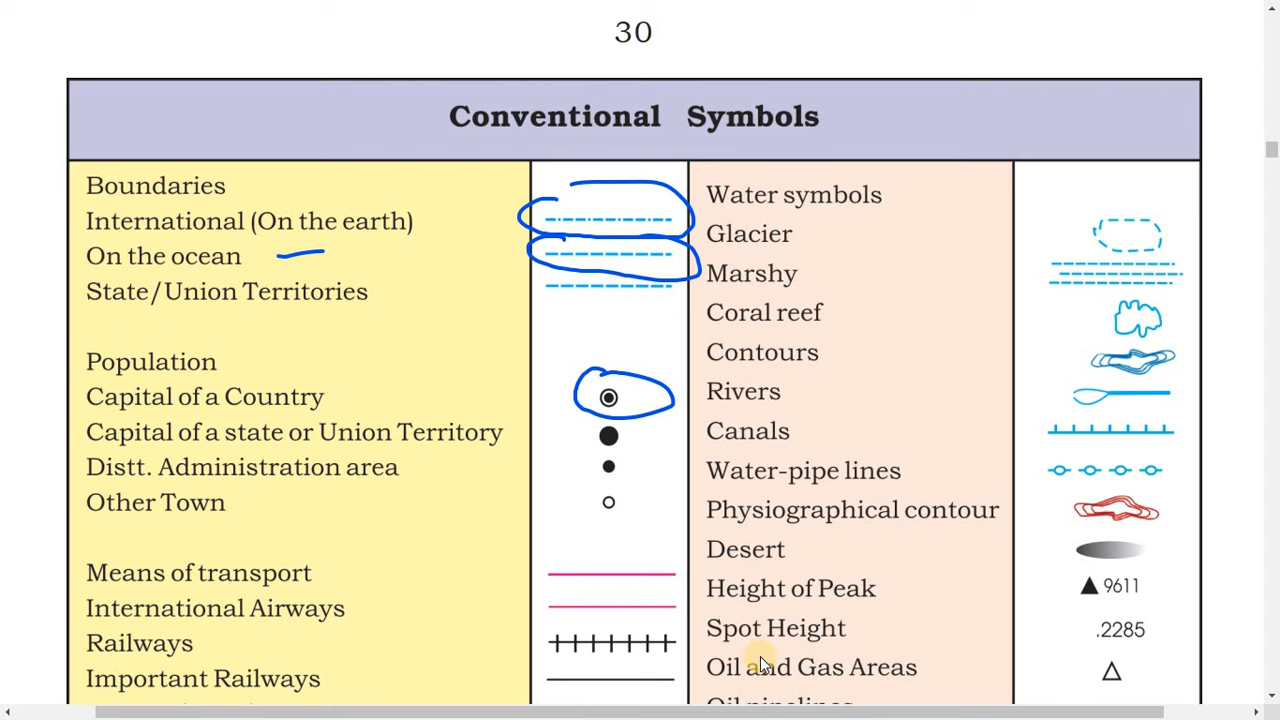 30
Conventional Symbols
Boundaries
International (On the earth)
On the ocean
State/Union Territories
Population
Capital of a Country
Capital of a state or Union Territory
Distt. Administration area
Other Town
Means of transport
International Airways
Railways
Important Railways
Water symbols
Glacier
Marshy
Coral reef
Contours
Rivers
Canals
Water-pipe lines
Physiographical contour
Desert
Height of Peak
9611
Spot Height
.2285
Oil and Gas Areas
Oil pipelines